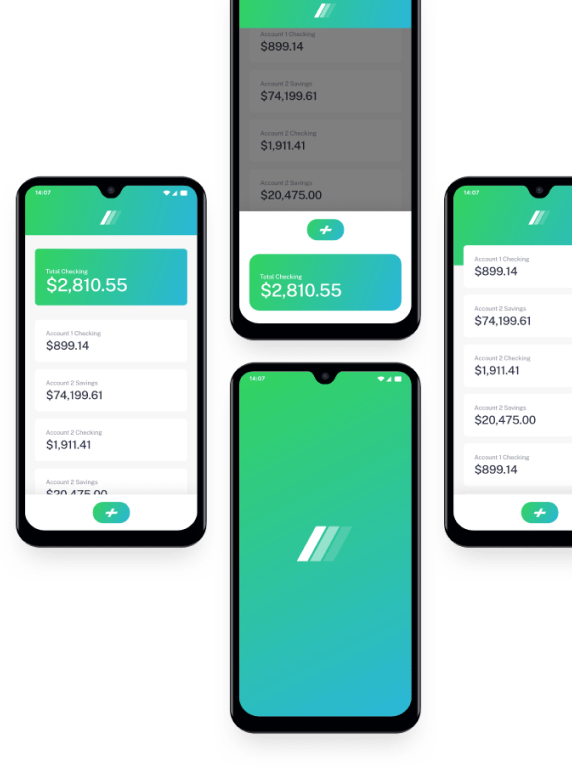 14:07
Total Checking
$2,810.55
Account 1 Checking
$899.14
Account 2 Savings
$74,199.61
Account 2 Checking
$1,911.41
Account 2 Savings
$20,475.00
Account 1 Checking
$899.14
Account 2 Savings
$74,199.61
Account 2 Checking
$1,911.41
Account 2 Savings
$20,475.00
Total Checking
$2,810.55
14:07
14:07
Account 1 Checking
$899.14
Account 2 Savings
$74,199.61
Account 2 Checking
$1,911.41
Account 2 Savings
$20,475.00
Account 1 Checking
$899.14